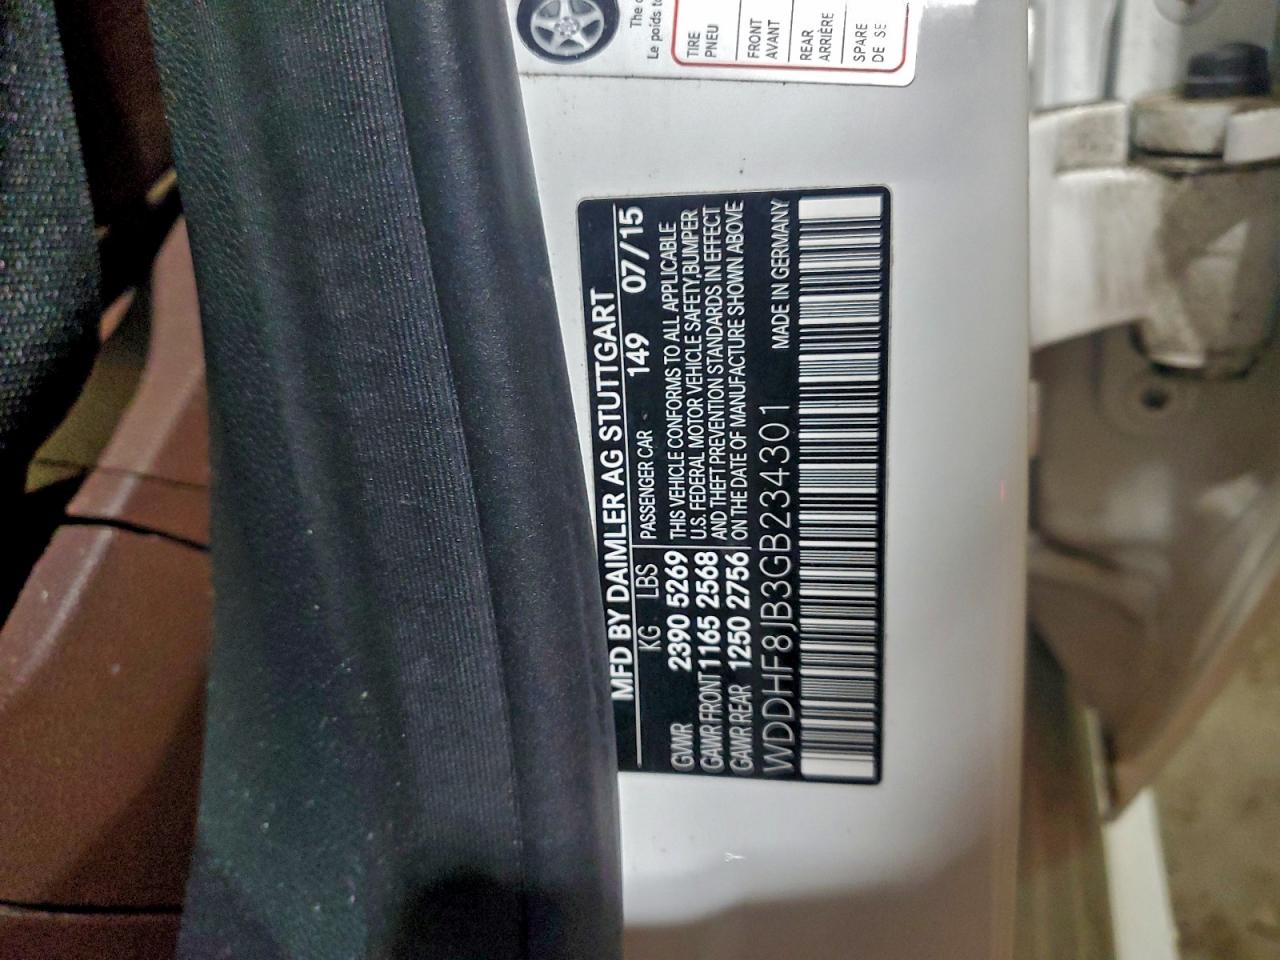 MFD BY DAIMLER AG STUTTGART
KG LBS PASSENGER CAR 149 07/15
GVWR 2390 5269 THIS VEHICLE CONFORMS TO ALL APPLICABLE
GAWR FRONT 1165 2568 U.S. FEDERAL MOTOR VEHICLE SAFETY,BUMPER
AND THEFT PREVENTION STANDARDS IN EFFECT
GAWR REAR 1250 2756 ON THE DATE OF MANUFACTURE SHOWN ABOVE
WDDHF8JB3GB234301 MADE IN GERMANY
The
Le poids
TIRE
PNEU
FRONT
AVANT
REAR
ARRIÈRE
SPARE
DE